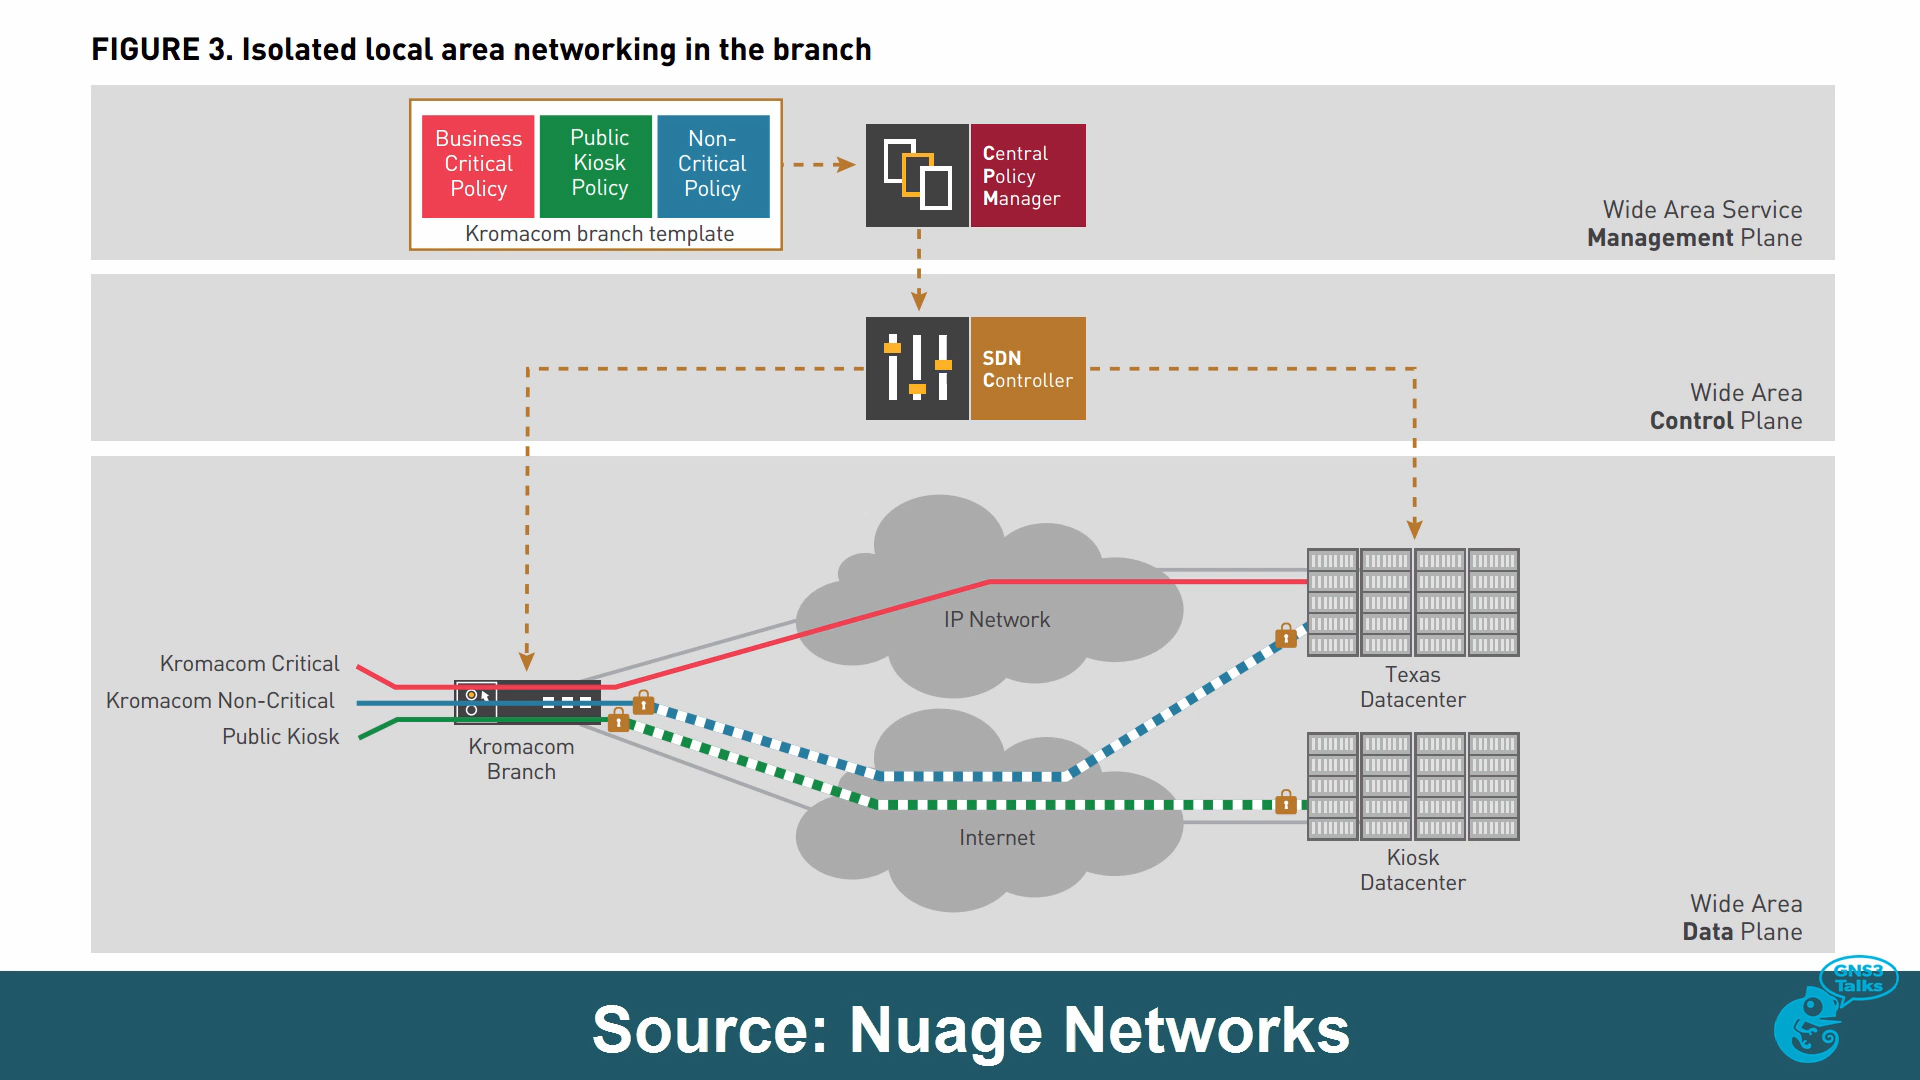 FIGURE 3. Isolated local area networking in the branch
Business
Critical
Policy
Public
Kiosk
Policy
Non-
Critical
Policy
Kromacom branch template
Central
Policy
Manager
Wide Area Service
Management Plane
SDN
Controller
Wide Area
Control Plane
IP Network
Kromacom Critical
Kromacom Non-Critical
Public Kiosk
Kromacom
Branch
Texas
Datacenter
Internet
Kiosk
Datacenter
Wide Area
Data Plane
GNS3
Talks
Source: Nuage Networks